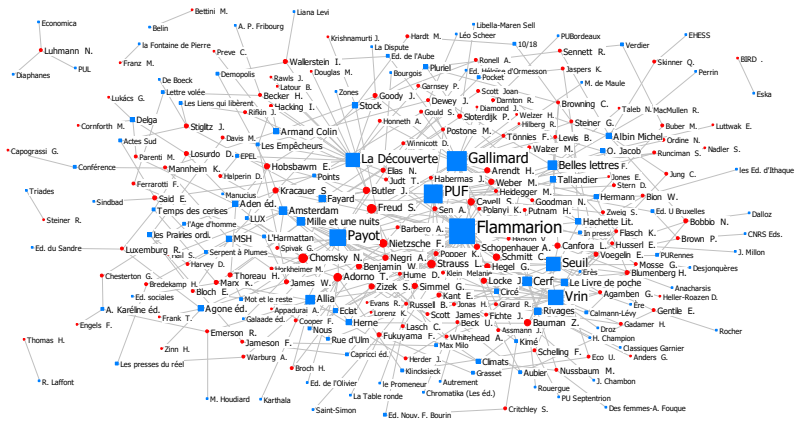 Bettini M.
Liana Levi
Economica
Belin
A. P. Fribourg
Libella-Maren Sell
Krishnamurti J.
Hardt M.
Léo Scheer
PUBordeaux
EHESS
la Fontaine de Pierre
La Dispute
10/18
Verdier
Luhmann N.
Preve C.
Ed. de l'Aube
Sennett R.
Franz M.
Wallerstein I.
Ronell A.
Skinner Q.
BIRD .
PUL
Pluriel
Ed. Héloïse d'Ormesson
Jaspers K.
Perrin
Diaphanes
De Boeck
Demopolis
Douglas M.
Bourgois
Pocket
M. de Maule
Rawls J.
Latour B.
Garnsey P.
Scott Joan
Lettre volée
Becker H.
Zones
Goody J.
Dewey J.
Darnton R.
Browning C.
Eska
Lukács G.
Les Liens qui libèrent
Hacking I.
Stock
Diamond J.
Taleb N.
MacMullen R.
Rifkin J.
Gould S.
Sloterdijk P.
Welzer H.
Steiner G.
Delga
Stiglitz J.
Honneth A.
Hilberg R.
Buber M.
Luttwak E.
Cornforth M.
Armand Colin
Postone M.
Tönnies F.
Lewis B.
Albin Michel
Ordine N.
Actes Sud
Davis M.
Les Empêcheurs
Winnicott D.
Walzer M.
O. Jacob
Runciman S.
Nadler S.
Capograssi G.
Losurdo D.
EPEL
La Découverte
Gallimard
Belles lettres
Parenti M.
Hobsbawm E.
Elias N.
Arendt H.
Jung C.
les Ed. d'Ithaque
Conférence
Mannheim K.
Halperin D.
Points
Judt T.
Habermas J.
Weber M.
Tallandier
Jones E.
Stern D.
Ferrarotti F.
Kracauer S.
Butler J.
PUF
Heidegger M.
Triades
Said E.
Manucius
Fayard
Cavell S.
Goodman N.
Hermann
Bion W.
Sindbad
Aden éd.
Freud S.
Sen A.
Polanyi K.
Putnam H.
Zweig S.
Ed. U Bruxelles
Dalloz
Temps des cerises
Amsterdam
Steiner R.
LUX
Mille et une nuits
Hachette Lit.
Bobbio N.
l'Age d'homme
Barbero A.
Flammarion
In press
Flasch K.
CNRS Eds.
les Prairies ordi.
MSH
L'Harmattan
Payot
Nietzsche F.
Schopenhauer A.
Canfora L.
Husserl E.
Brown P.
Ed. du Sandre
Luxemburg R.
Serpent à Plumes
Spivak G.
Chomsky N.
Negri A.
Popper K.
Schmitt C.
Voegelin E.
PURennes
J. Millon
Harvey D.
Horkheimer M.
Benjamin W.
Strauss L.
Hegel G.
Seuil
Mosse G.
Desjonquères
Chesterton G.
Thoreau H.
Adorno T.
Hume D.
Klein Melanie
Erès
Blumenberg H.
Bredekamp H.
Marx K.
James W.
Zizek S.
Simmel G.
Locke J.
Cerf
Le Livre de poche
Anacharsis
Bloch E.
Mot et le reste
Allia
Kant E.
Circé
Agamben G.
Heller-Roazen D.
Ed. sociales
Vrin
Evans R.
Russell B.
Jonas H.
Girard R.
Ère
A. Karéline éd.
Agone éd.
Appadurai A.
Eclat
Rivages
Calmann-Lévy
Gentile E.
Galaade éd.
Lorenz K.
Scott James
Fichte J.
Frank T.
Cooper F.
Herne
Lasch C.
Beck U.
Bauman Z.
Gadamer H.
Engels F.
Nous
Assmann J.
Droz
Rocher
Emerson R.
Fukuyama F.
Whitehead A.
H. Champion
Thomas H.
Jameson F.
Rue d'Ulm
Max Milo
Kimé
Classiques Garnier
Zinn H.
Warburg A.
Capricci éd.
Schelling F.
Eco U.
Anders G.
Les presses du réel
Herder J.
Climats
Broch H.
Klincksieck
Grasset
Aubier
Nussbaum M.
R. Laffont
Ed. de l'Olivier
le Promeneur
Autrement
Rouergue
J. Chambon
La Table ronde
Chromatika (Les éd.)
PU Septentrion
M. Houdiard
Karthala
Saint-Simon
Ed. Nouv. F. Bourin
Critchley S.
Des femmes-A. Fouque